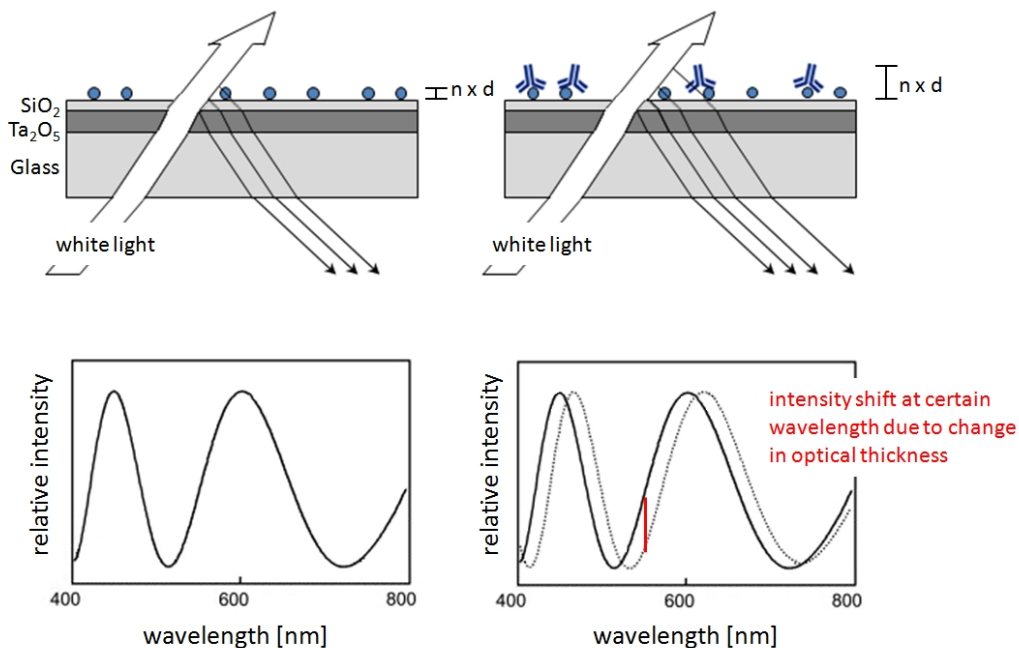 n x d
SiO₂
Ta₂O₅
Glass
white light
n x d
white light
relative intensity
400
600
800
wavelength [nm]
relative intensity
intensity shift at certain
wavelength due to change
in optical thickness
400
600
800
wavelength [nm]